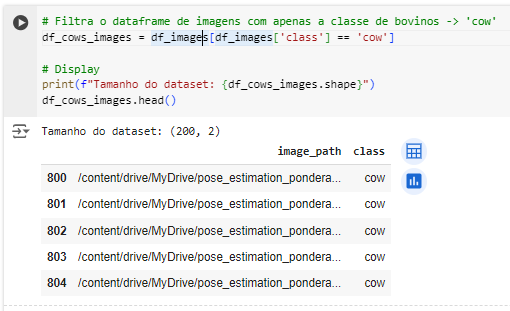 # Filtra o dataframe de imagens com apenas a classe de bovinos -> 'cow'
df_cows_images = df_images[df_images['class'] == 'cow']
# Display
print(f"Tamanho do dataset: {df_cows_images.shape}")
df_cows_images.head()
Tamanho do dataset: (200, 2)
image_path class
800 /content/drive/MyDrive/pose_estimation_pondera... cow
801 /content/drive/MyDrive/pose_estimation_pondera... cow
802 /content/drive/MyDrive/pose_estimation_pondera... cow
803 /content/drive/MyDrive/pose_estimation_pondera... cow
804 /content/drive/MyDrive/pose_estimation_pondera... cow